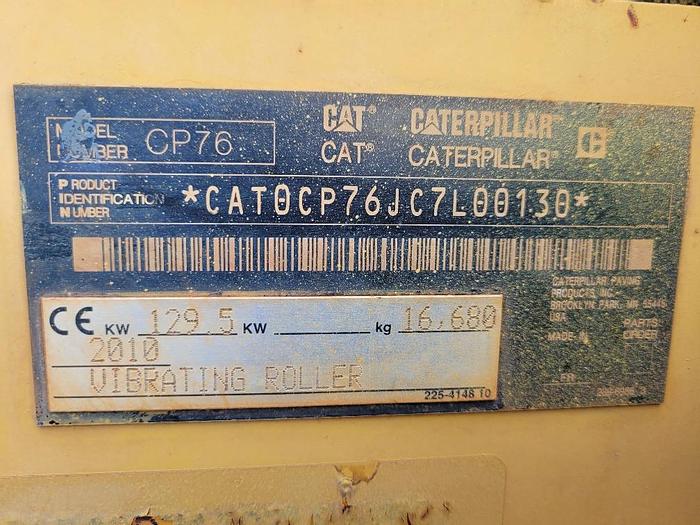 MODEL NUMBER CP76
CAT® CATERPILLAR®
CAT® CATERPILLAR®
PRODUCT IDENTIFICATION NUMBER *CAT0CP76JC7L00130*
CATERPILLAR PAVING
PRODUCTS, INC.
BROOKLYN PARK, MN 55445
USA
MADE
PARTS
ORDER
FR
CE KW 129.5 KW kg 16,680
2010
VIBRATING ROLLER
225-4148 10